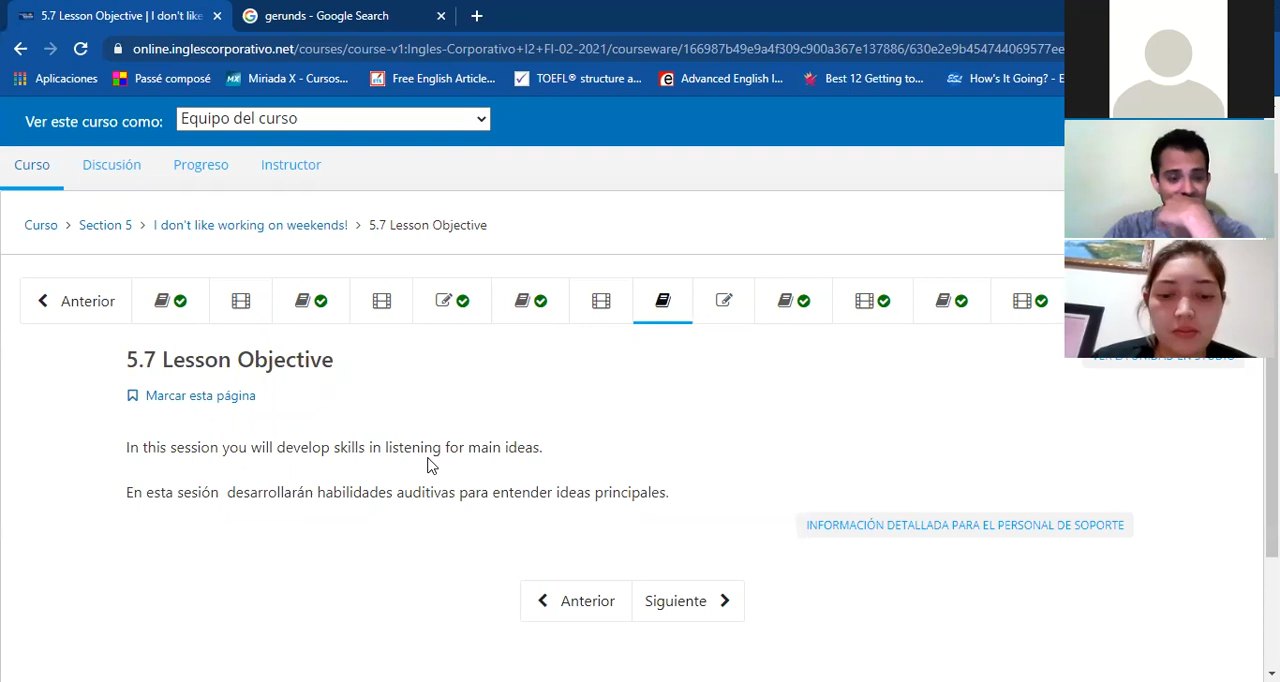 5.7 Lesson Objective | I don't like
gerunds - Google Search
online.inglescorporativo.net/courses/course-v1:Ingles-Corporativo+I2+FI-02-2021/courseware/166987b49e9a4f309c900a367e137886/630e2e9b454744069577ee
Aplicaciones
Passé composé
Miriada X - Cursos...
Free English Article...
TOEFL® structure a...
Advanced English l...
Best 12 Getting to...
How's It Going? - E
Ver este curso como:
Equipo del curso
Curso
Discusión
Progreso
Instructor
Curso > Section 5 > I don't like working on weekends! > 5.7 Lesson Objective
Anterior
5.7 Lesson Objective
VER LA UNIDAD EN STUDIO
Marcar esta página
In this session you will develop skills in listening for main ideas.
En esta sesión desarrollarán habilidades auditivas para entender ideas principales.
INFORMACIÓN DETALLADA PARA EL PERSONAL DE SOPORTE
Anterior
Siguiente